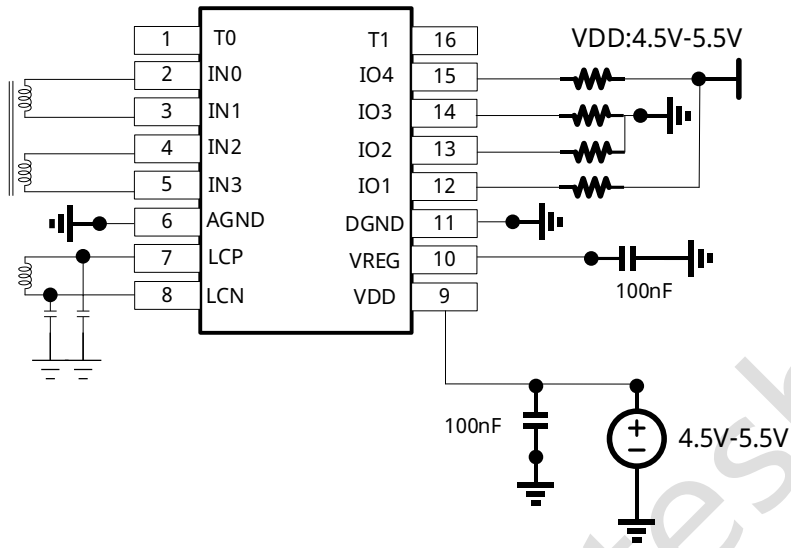 VDD:4.5V-5.5V
1 T0 T1 16
2 IN0 IO4 15
3 IN1 IO3 14
4 IN2 IO2 13
5 IN3 IO1 12
6 AGND DGND 11
7 LCP VREG 10
8 LCN VDD 9
100nF
100nF
4.5V-5.5V